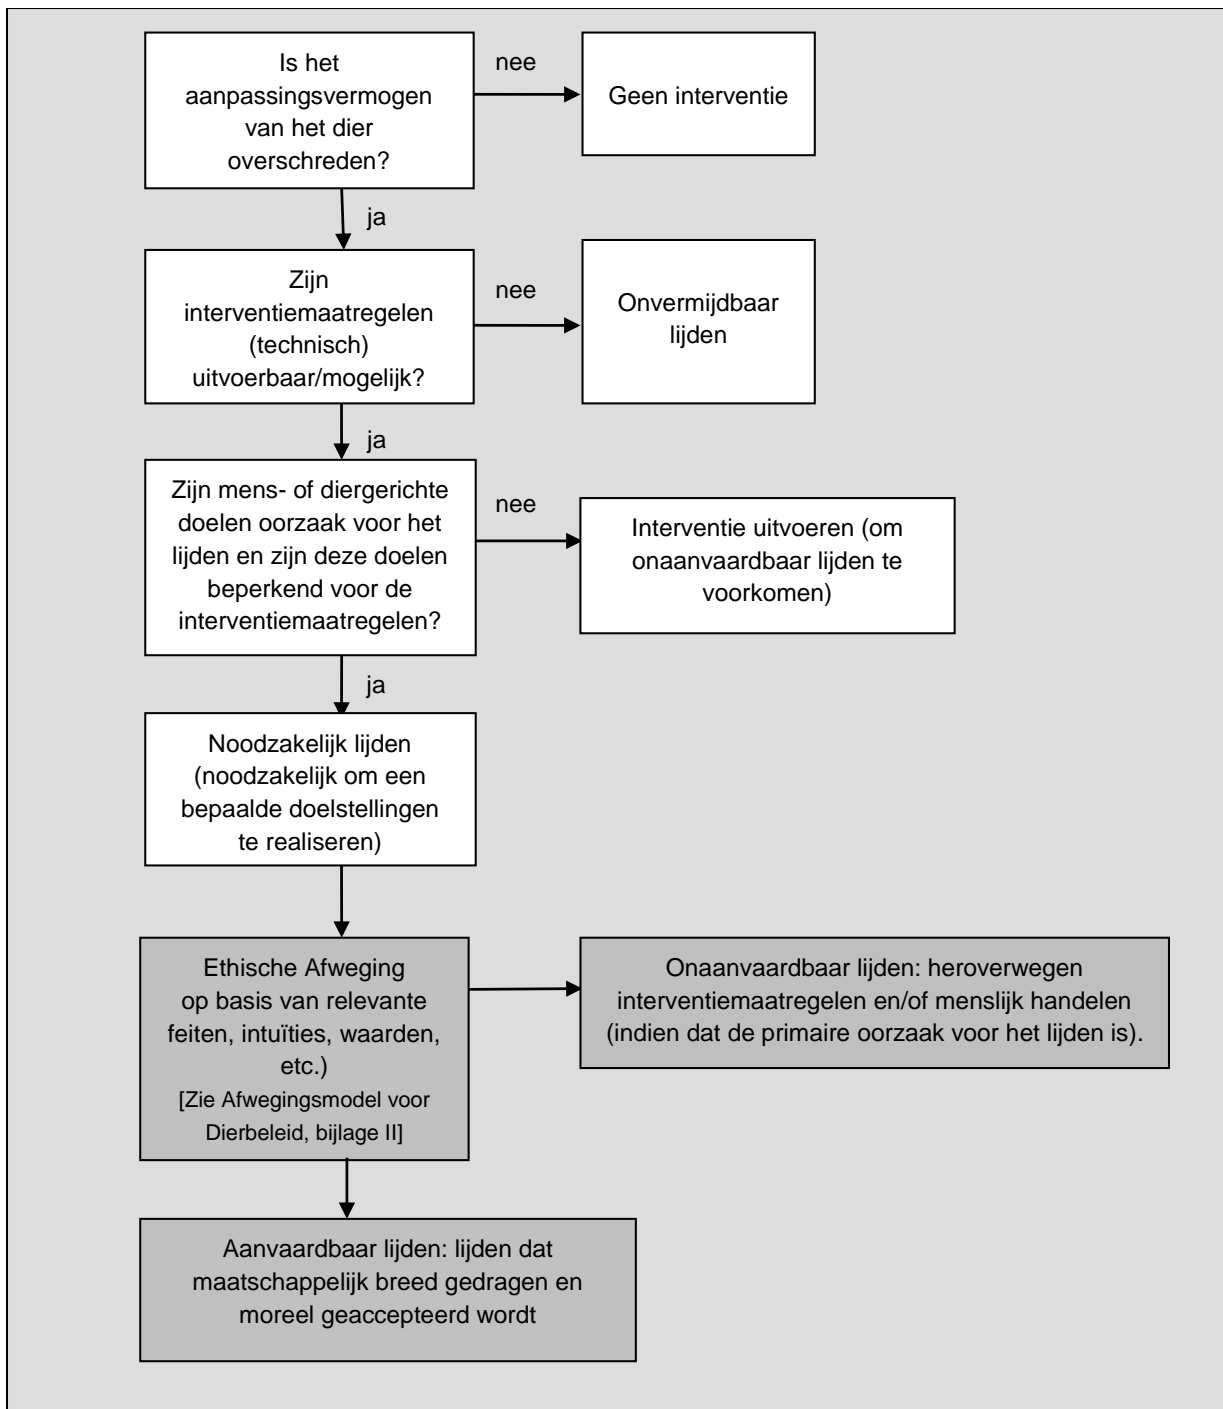 Is het
aanpassingsvermogen
van het dier
overschreden?
nee
Geen interventie
ja
Zijn
interventiemaatregelen
(technisch)
uitvoerbaar/mogelijk?
nee
Onvermijdbaar
lijden
ja
Zijn mens- of diergerichte
doelen oorzaak voor het
lijden en zijn deze doelen
beperkend voor de
interventiemaatregelen?
nee
Interventie uitvoeren (om
onaanvaardbaar lijden te
voorkomen)
ja
Noodzakelijk lijden
(noodzakelijk om een
bepaalde doelstellingen
te realiseren)
Ethische Afweging
op basis van relevante
feiten, intuïties, waarden,
etc.)
[Zie Afwegingsmodel voor
Dierbeleid, bijlage II]
Onaanvaardbaar lijden: heroverwegen
interventiemaatregelen en/of menslijk handelen
(indien dat de primaire oorzaak voor het lijden is).
Aanvaardbaar lijden: lijden dat
maatschappelijk breed gedragen en
moreel geaccepteerd wordt